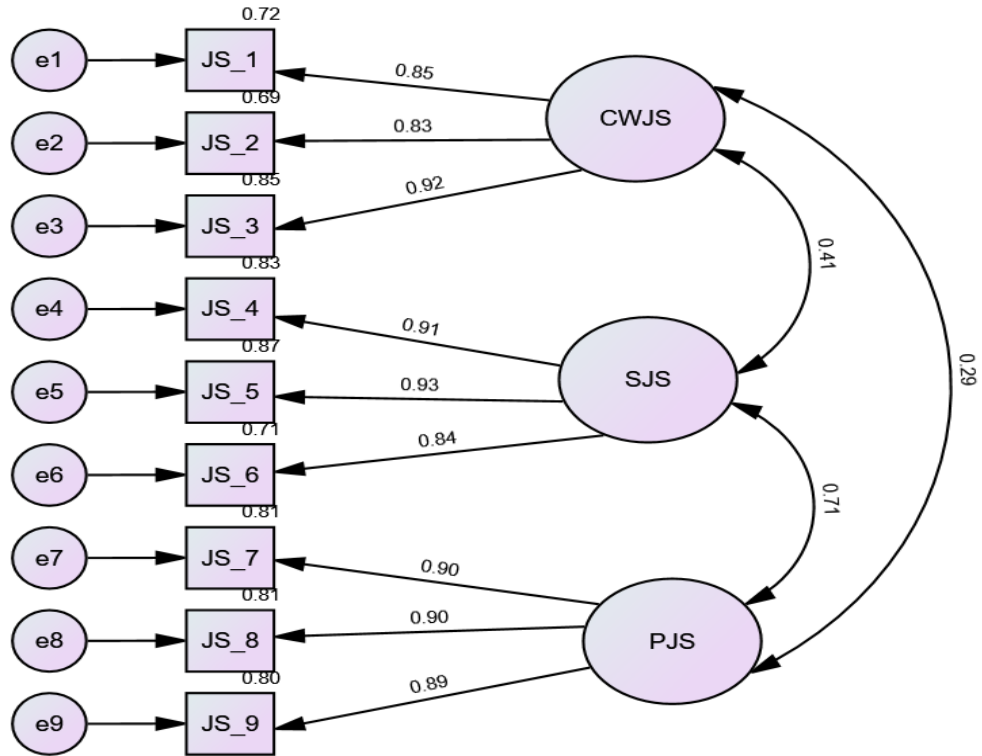 0.72
e1
JS_1
0.85
CWJS
0.69
e2
JS_2
0.83
0.85
e3
JS_3
0.92
0.41
0.83
e4
JS_4
0.91
0.87
e5
JS_5
0.93
SJS
0.29
0.71
e6
JS_6
0.84
0.71
0.81
e7
JS_7
0.90
0.81
e8
JS_8
0.90
PJS
0.80
e9
JS_9
0.89